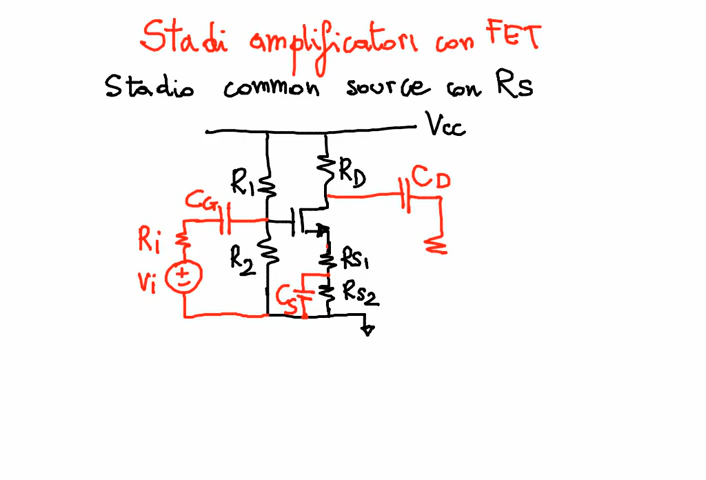 Stadi amplificatori con FET
Stadio common source con Rs
Vcc
R1
RD
CG
CD
Ri
R2
RS1
Vi
CS
RS2